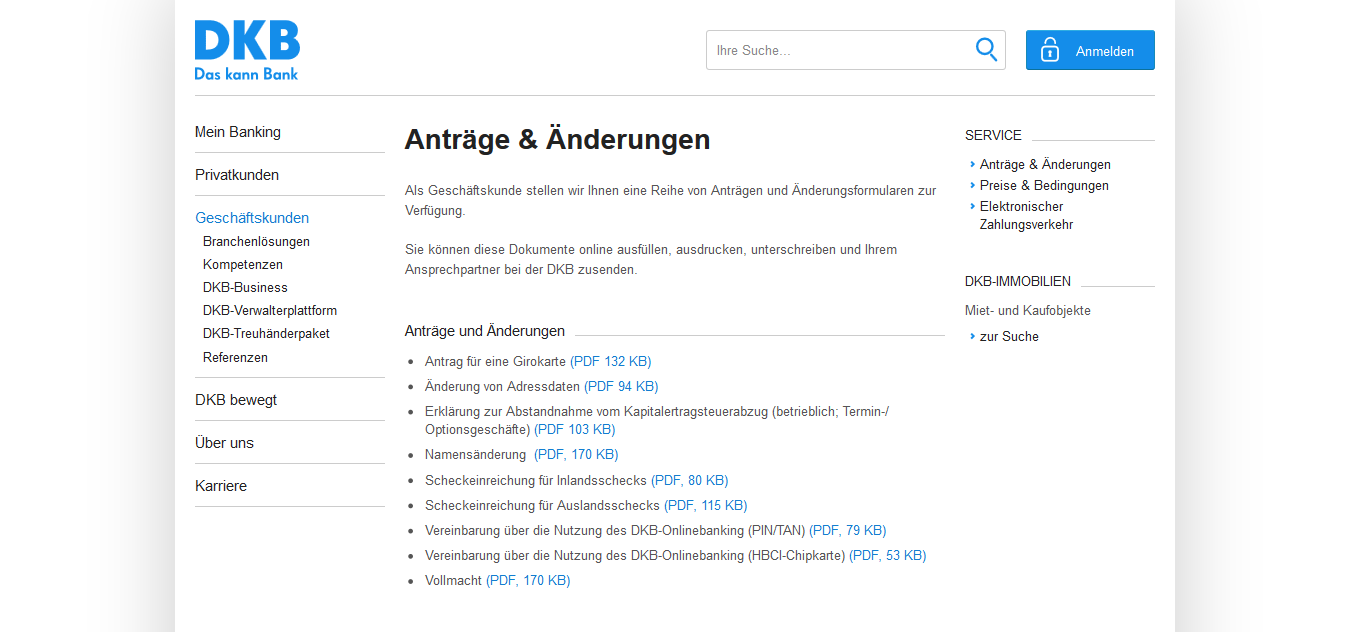 DKB
Das kann Bank
Ihre Suche...
Anmelden
Mein Banking
Privatkunden
Geschäftskunden
Branchenlösungen
Kompetenzen
DKB-Business
DKB-Verwalterplattform
DKB-Treuhänderpaket
Referenzen
DKB bewegt
Über uns
Karriere
Anträge & Änderungen
Als Geschäftskunde stellen wir Ihnen eine Reihe von Anträgen und Änderungsformularen zur
Verfügung.
Sie können diese Dokumente online ausfüllen, ausdrucken, unterschreiben und Ihrem
Ansprechpartner bei der DKB zusenden.
Anträge und Änderungen
Antrag für eine Girokarte (PDF 132 KB)
Änderung von Adressdaten (PDF 94 KB)
Erklärung zur Abstandnahme vom Kapitalertragsteuerabzug (betrieblich; Termin-/
Optionsgeschäfte) (PDF 103 KB)
Namensänderung (PDF, 170 KB)
Scheckeinreichung für Inlandsschecks (PDF, 80 KB)
Scheckeinreichung für Auslandsschecks (PDF, 115 KB)
Vereinbarung über die Nutzung des DKB-Onlinebanking (PIN/TAN) (PDF, 79 KB)
Vereinbarung über die Nutzung des DKB-Onlinebanking (HBCI-Chipkarte) (PDF, 53 KB)
Vollmacht (PDF, 170 KB)
SERVICE
Anträge & Änderungen
Preise & Bedingungen
Elektronischer
Zahlungsverkehr
DKB-IMMOBILIEN
Miet- und Kaufobjekte
zur Suche